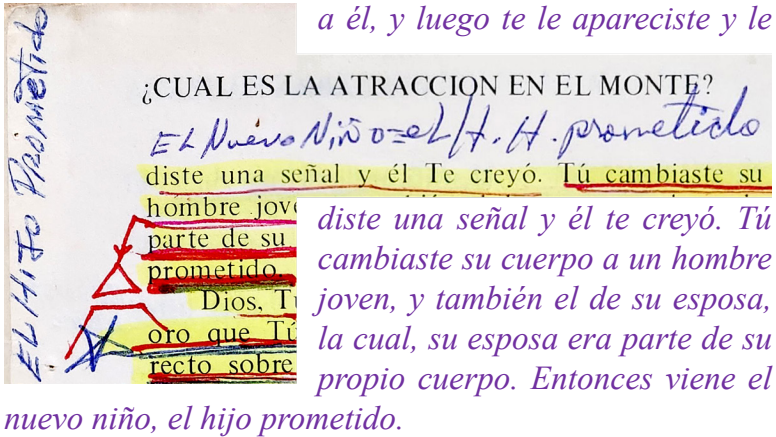 a él, y luego te le apareciste y le
EL HiJo PROMetido
¿CUAL ES LA ATRACCION EN EL MONTE?
EL Nuevo Niño=el H. H. prometido
diste una señal y él Te creyó. Tú cambiaste su
hombre jove
parte de su
prometido.
Dios, T
oro que Tú
recto sobre
diste una señal y él te creyó. Tú
cambiaste su cuerpo a un hombre
joven, y también el de su esposa,
la cual, su esposa era parte de su
propio cuerpo. Entonces viene el
nuevo niño, el hijo prometido.